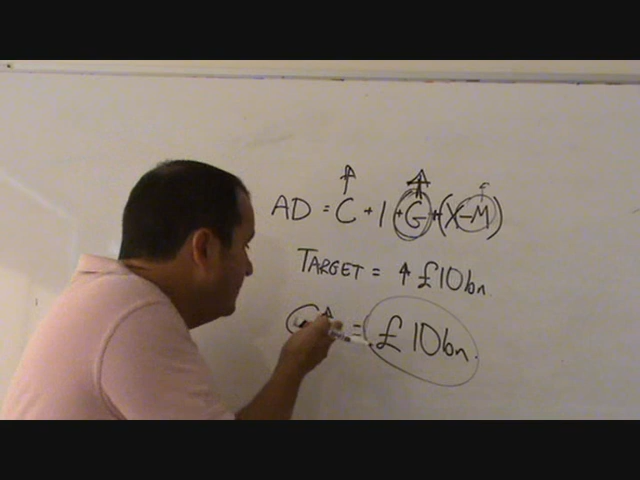 AD = C + I + G + (X-M)
TARGET = ↑ £10bn.
G↑ = £10bn.